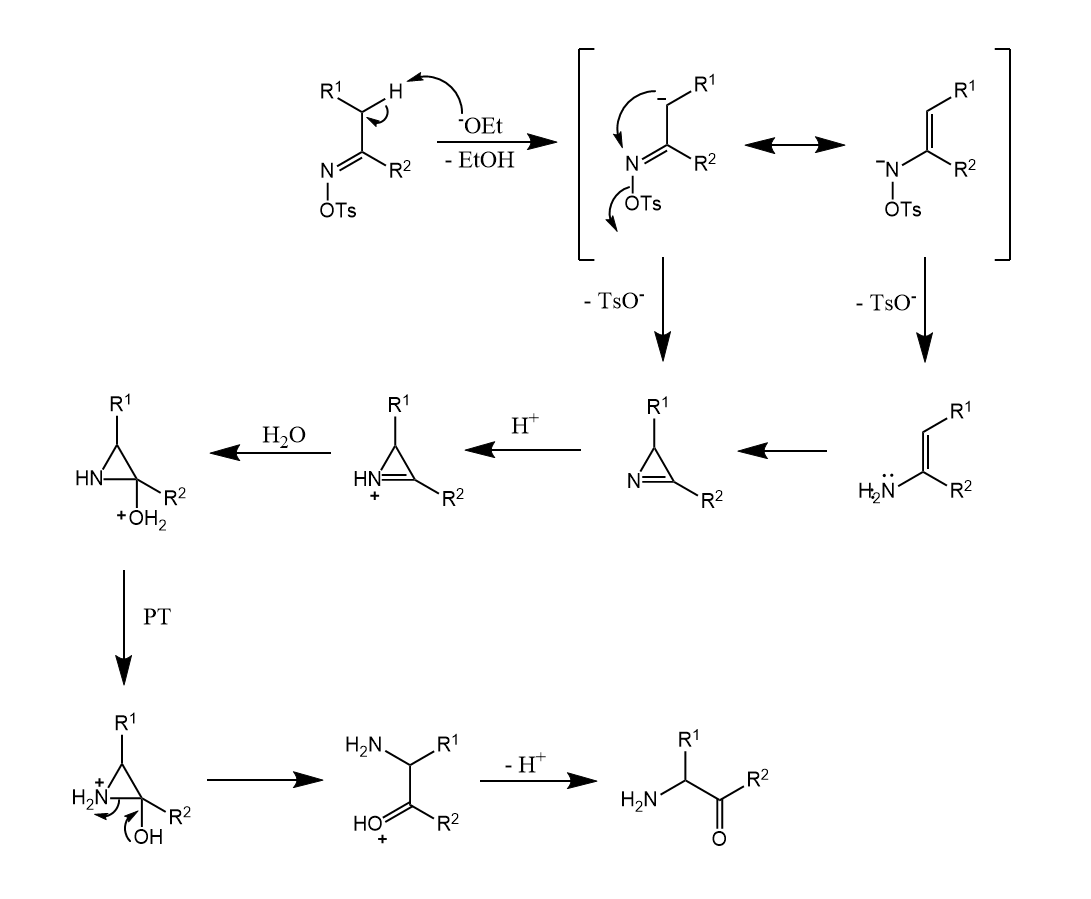 R¹
H
⁻OEt
- EtOH
N
R²
OTs
−
R¹
N
R²
OTs
R¹
−N
R²
OTs
- TsO⁻
- TsO⁻
R¹
HN
R²
+OH₂
H₂O
R¹
HN
+
R²
H⁺
R¹
N
R²
R¹
H₂N
R²
PT
R¹
+
H₂N
R²
OH
H₂N
R¹
HO
+
R²
- H⁺
R¹
H₂N
R²
O